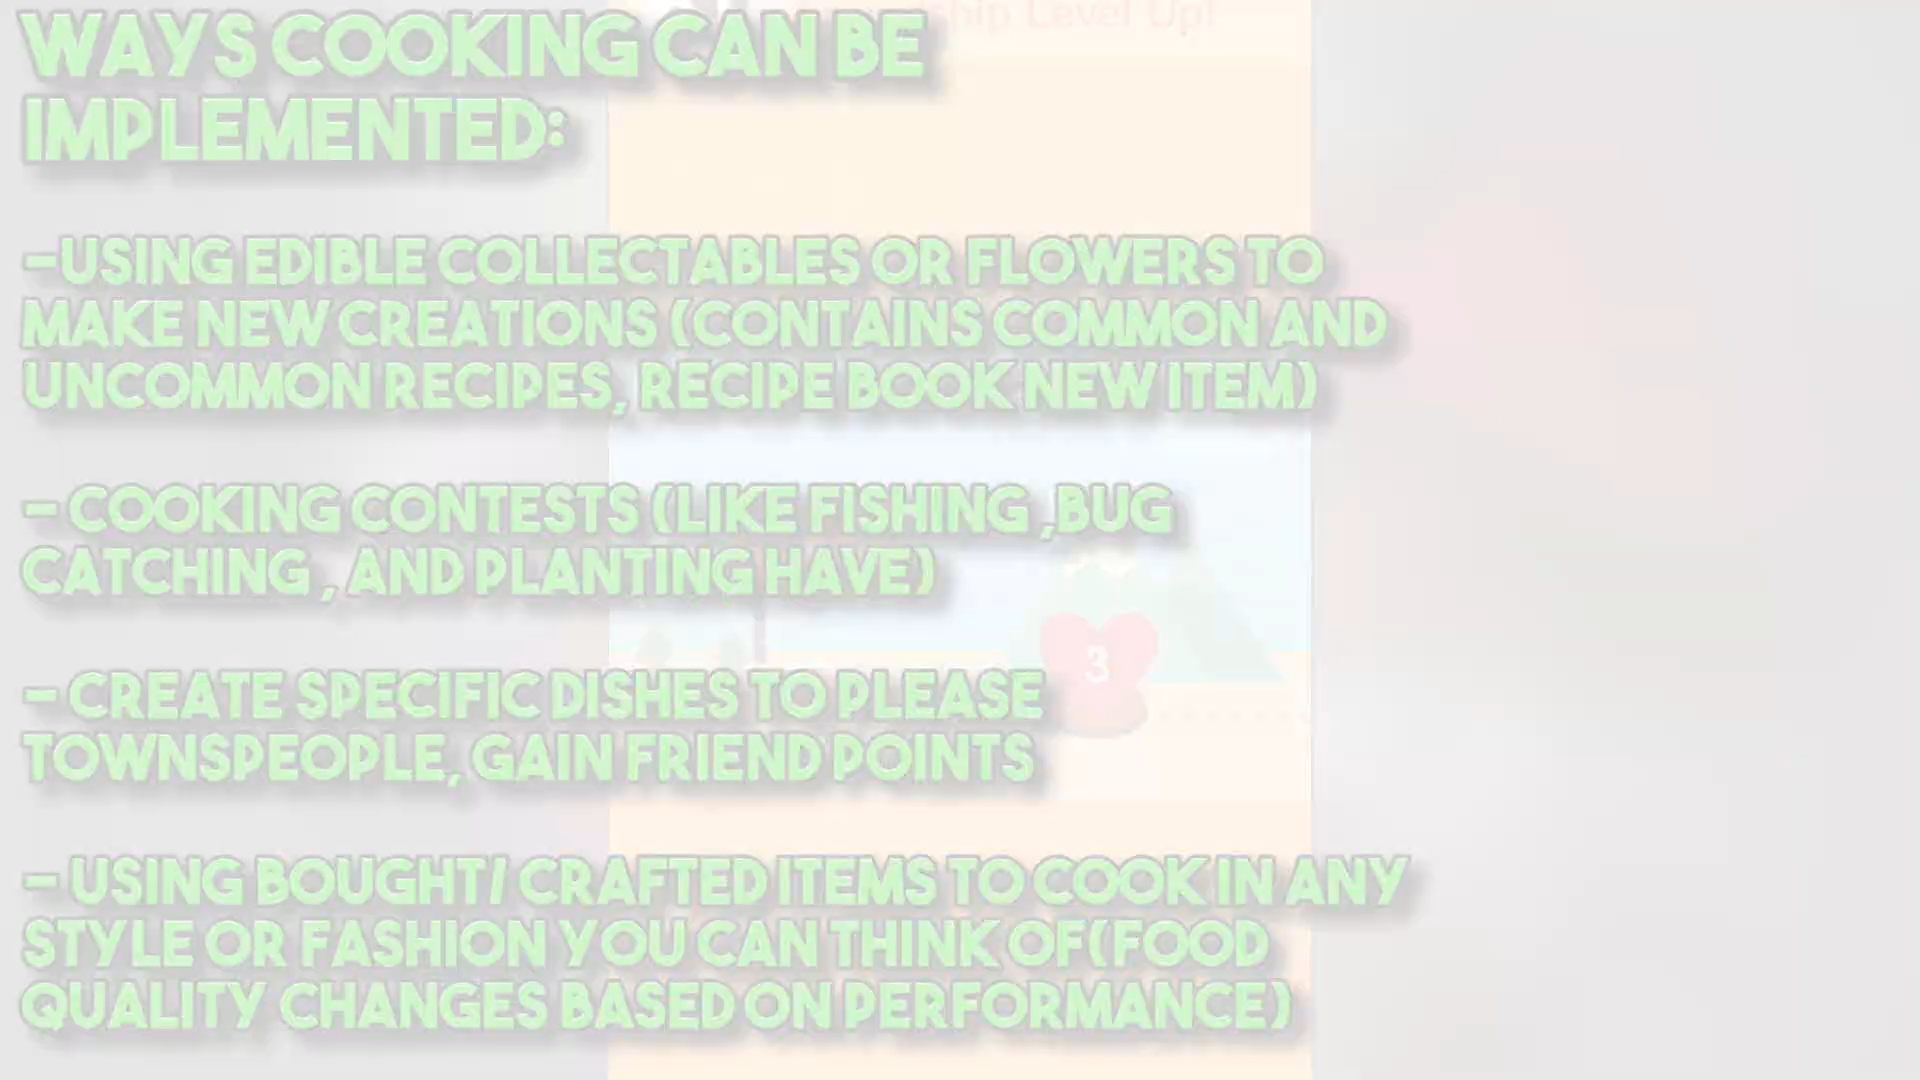 ship Level Up!
WAYS COOKING CAN BE
IMPLEMENTED:
-USING EDIBLE COLLECTABLES OR FLOWERS TO
MAKE NEW CREATIONS (CONTAINS COMMON AND
UNCOMMON RECIPES, RECIPE BOOK NEW ITEM)
- COOKING CONTESTS (LIKE FISHING ,BUG
CATCHING , AND PLANTING HAVE)
3
- CREATE SPECIFIC DISHES TO PLEASE
TOWNSPEOPLE, GAIN FRIEND POINTS
- USING BOUGHT/ CRAFTED ITEMS TO COOK IN ANY
STYLE OR FASHION YOU CAN THINK OF(FOOD
QUALITY CHANGES BASED ON PERFORMANCE)